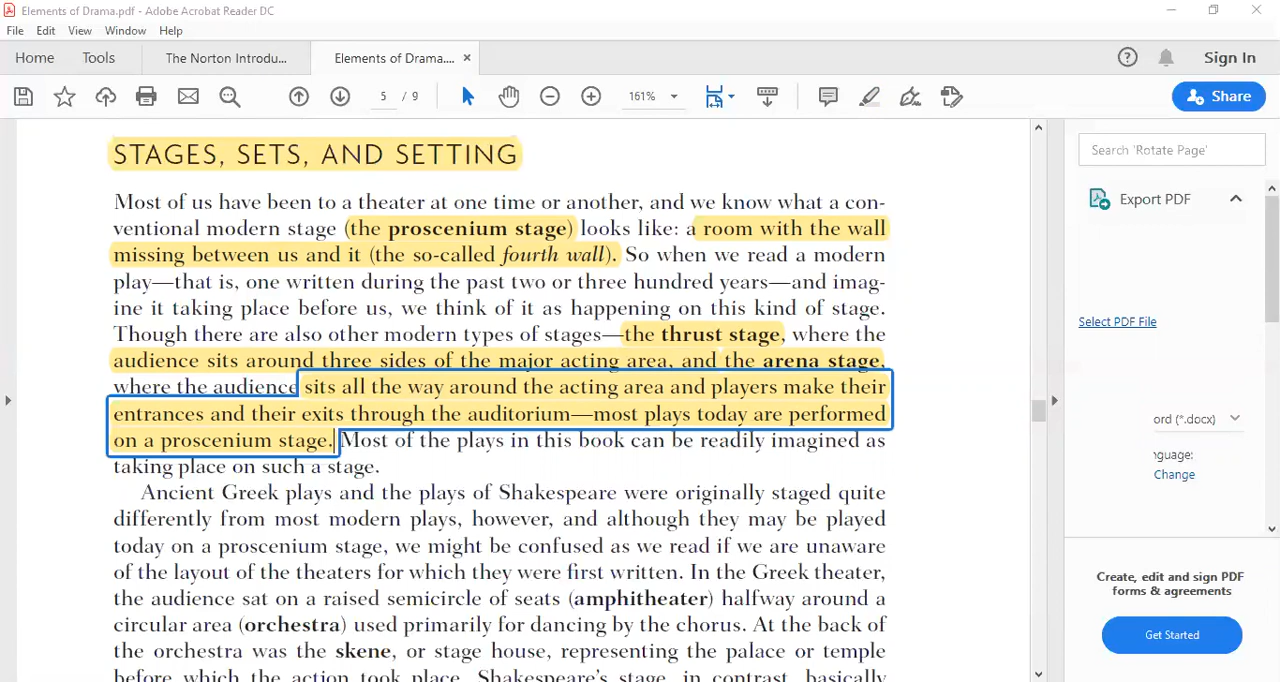 Elements of Drama.pdf - Adobe Acrobat Reader DC
File Edit View Window Help
Home Tools The Norton Introdu... Elements of Drama.... × Sign In
5 / 9 161% Share
STAGES, SETS, AND SETTING
Most of us have been to a theater at one time or another, and we know what a con-
ventional modern stage (the proscenium stage) looks like: a room with the wall
missing between us and it (the so-called fourth wall). So when we read a modern
play—that is, one written during the past two or three hundred years—and imag-
ine it taking place before us, we think of it as happening on this kind of stage.
Though there are also other modern types of stages—the thrust stage, where the
audience sits around three sides of the major acting area, and the arena stage,
where the audience sits all the way around the acting area and players make their
entrances and their exits through the auditorium—most plays today are performed
on a proscenium stage. Most of the plays in this book can be readily imagined as
taking place on such a stage.
Ancient Greek plays and the plays of Shakespeare were originally staged quite
differently from most modern plays, however, and although they may be played
today on a proscenium stage, we might be confused as we read if we are unaware
of the layout of the theaters for which they were first written. In the Greek theater,
the audience sat on a raised semicircle of seats (amphitheater) halfway around a
circular area (orchestra) used primarily for dancing by the chorus. At the back of
the orchestra was the skene, or stage house, representing the palace or temple
before which the action took place. Shakespeare's stage, in contrast, basically
Search 'Rotate Page'
Export PDF
Select PDF File
ord (*.docx)
nguage:
Change
Create, edit and sign PDF
forms & agreements
Get Started